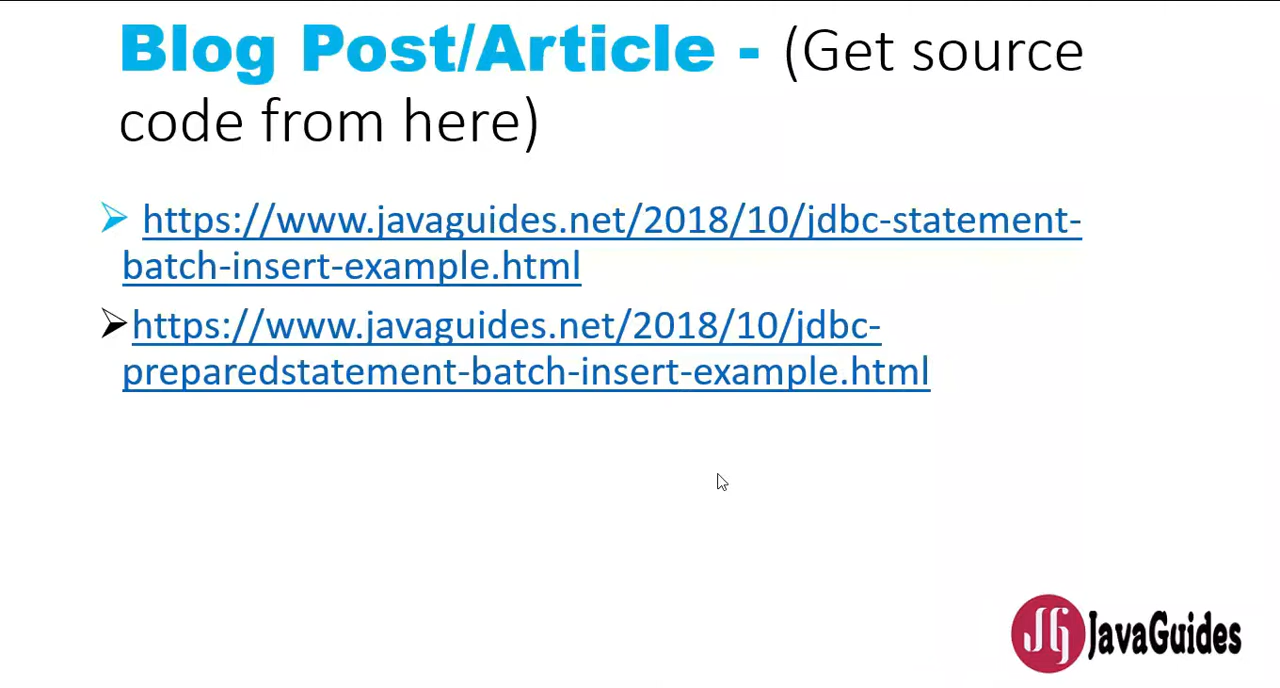 Blog Post/Article - (Get source
code from here)
https://www.javaguides.net/2018/10/jdbc-statement-
batch-insert-example.html
https://www.javaguides.net/2018/10/jdbc-
preparedstatement-batch-insert-example.html
JG JavaGuides